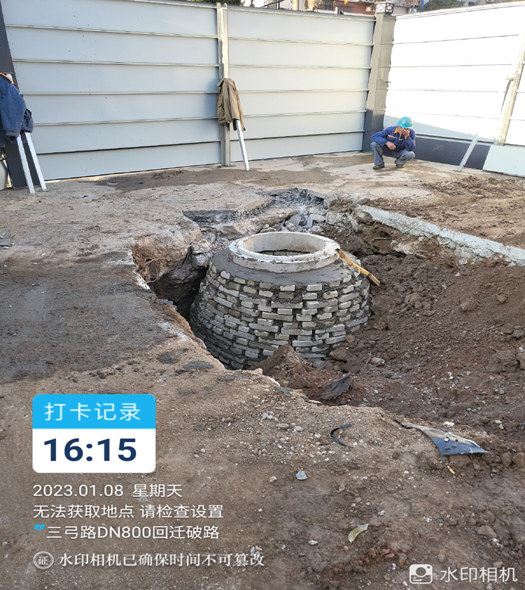 打卡记录
16:15
2023.01.08 星期天
无法获取地点 请检查设置
三弓路DN800回迁破路
证 水印相机已确保时间不可篡改
水印相机